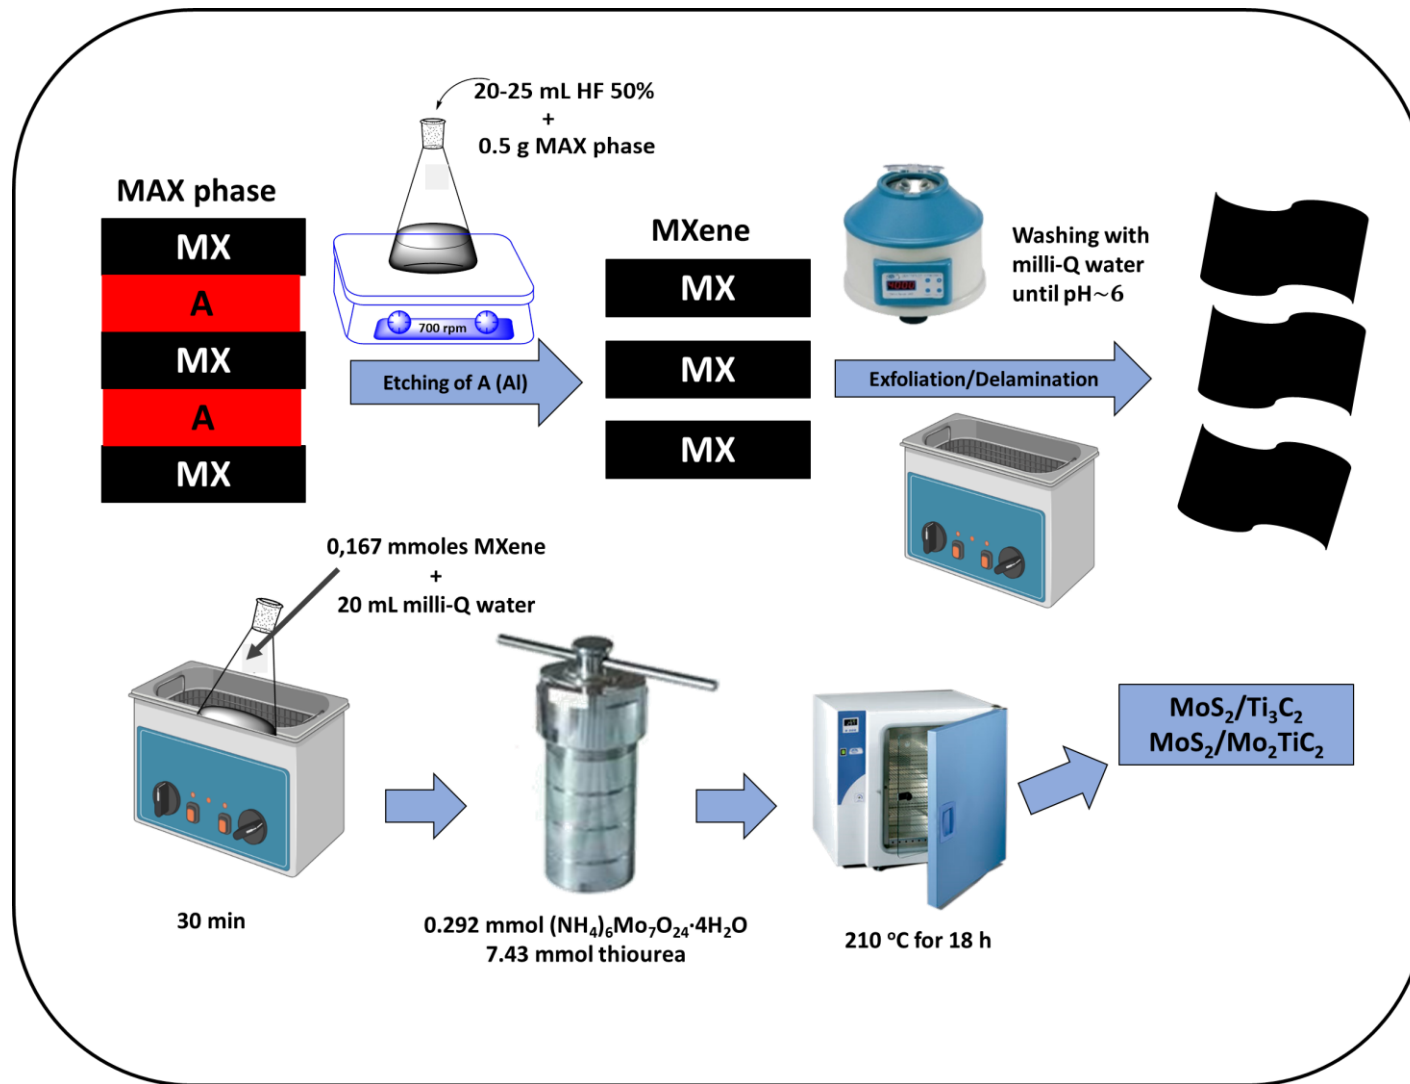 20-25 mL HF 50%
+
0.5 g MAX phase
MAX phase
MX
A
MX
A
MX
700 rpm
Etching of A (Al)
MXene
MX
MX
MX
4000
Washing with
milli-Q water
until pH~6
Exfoliation/Delamination
0,167 mmoles MXene
+
20 mL milli-Q water
30 min
0.292 mmol (NH₄)₆Mo₇O₂₄·4H₂O
7.43 mmol thiourea
210 °C for 18 h
MoS₂/Ti₃C₂
MoS₂/Mo₂TiC₂